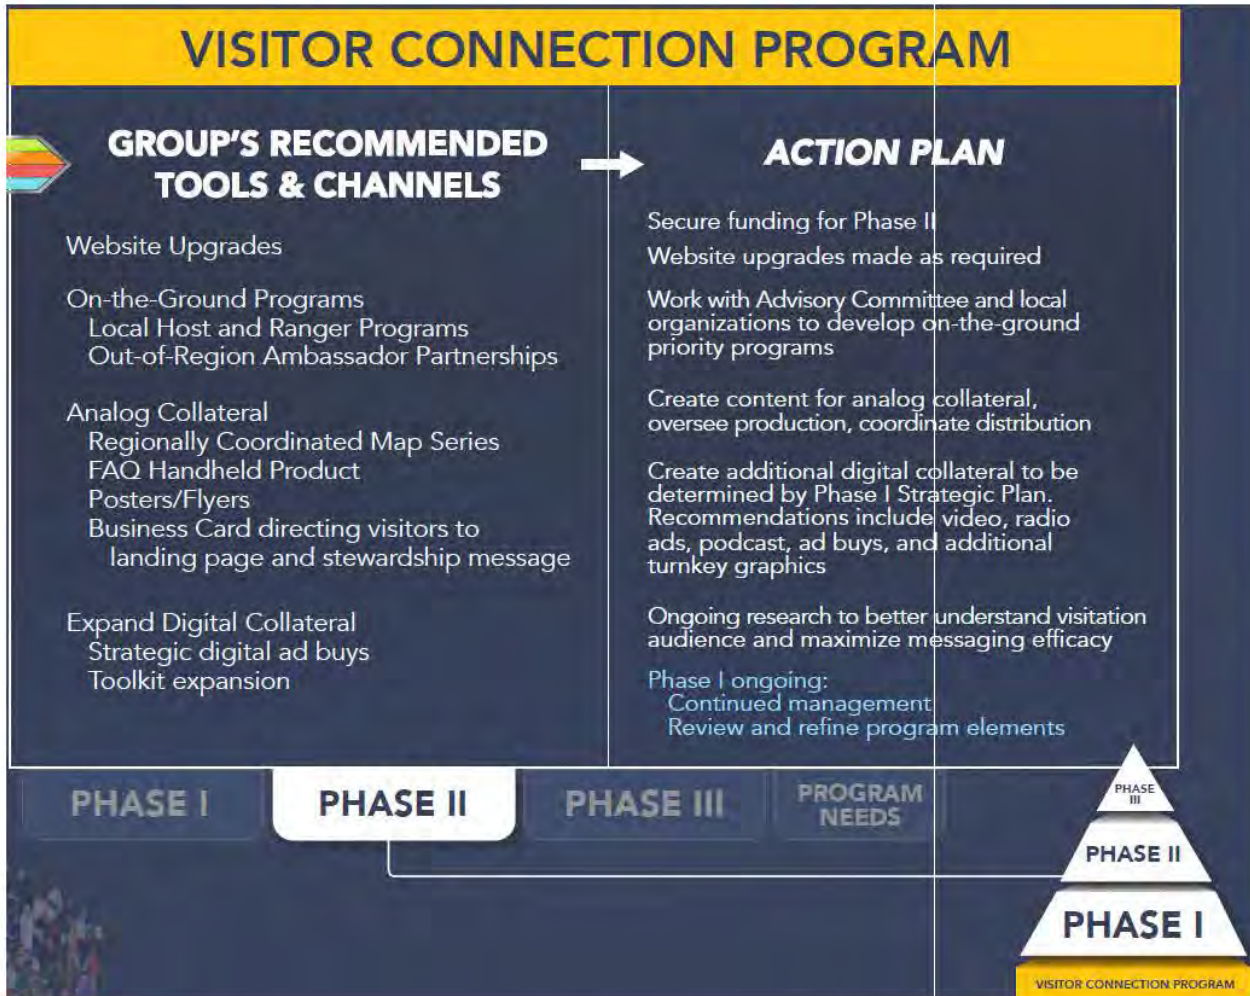 VISITOR CONNECTION PROGRAM
GROUP'S RECOMMENDED
TOOLS & CHANNELS
Website Upgrades
On-the-Ground Programs
Local Host and Ranger Programs
Out-of-Region Ambassador Partnerships
Analog Collateral
Regionally Coordinated Map Series
FAQ Handheld Product
Posters/Flyers
Business Card directing visitors to
landing page and stewardship message
Expand Digital Collateral
Strategic digital ad buys
Toolkit expansion
ACTION PLAN
Secure funding for Phase II
Website upgrades made as required
Work with Advisory Committee and local
organizations to develop on-the-ground
priority programs
Create content for analog collateral,
oversee production, coordinate distribution
Create additional digital collateral to be
determined by Phase I Strategic Plan.
Recommendations include video, radio
ads, podcast, ad buys, and additional
turnkey graphics
Ongoing research to better understand visitation
audience and maximize messaging efficacy
Phase I ongoing:
Continued management
Review and refine program elements
PHASE I
PHASE II
PHASE III
PROGRAM
NEEDS
PHASE
III
PHASE II
PHASE I
VISITOR CONNECTION PROGRAM